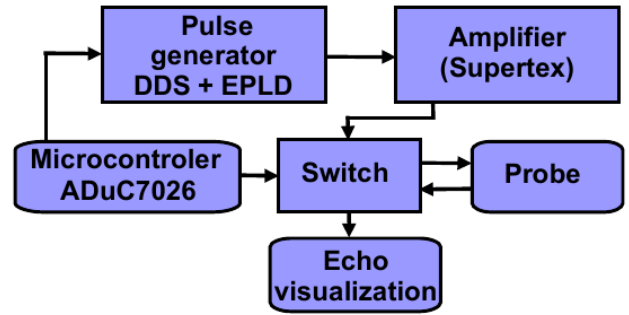 Pulse
generator
DDS + EPLD
Amplifier
(Supertex)
Microcontroler
ADuC7026
Switch
Probe
Echo
visualization